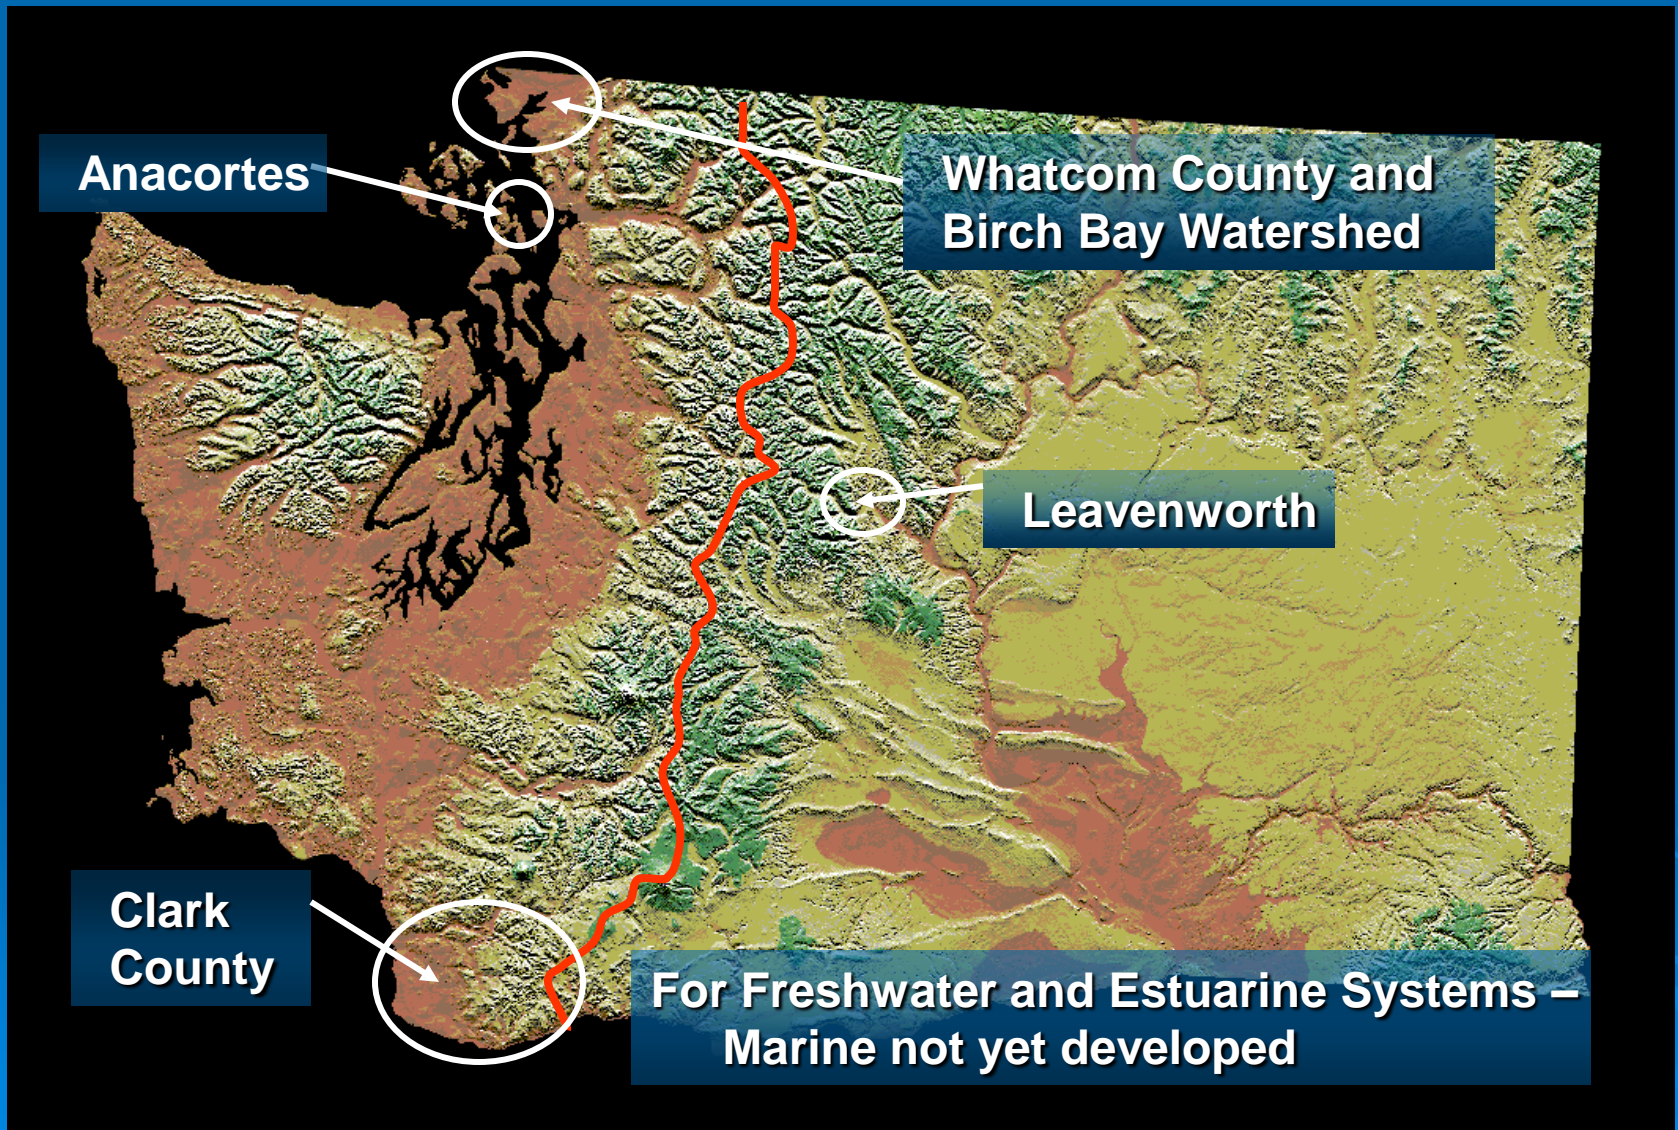 Anacortes
Whatcom County and
Birch Bay Watershed
Leavenworth
Clark
County
For Freshwater and Estuarine Systems –
Marine not yet developed